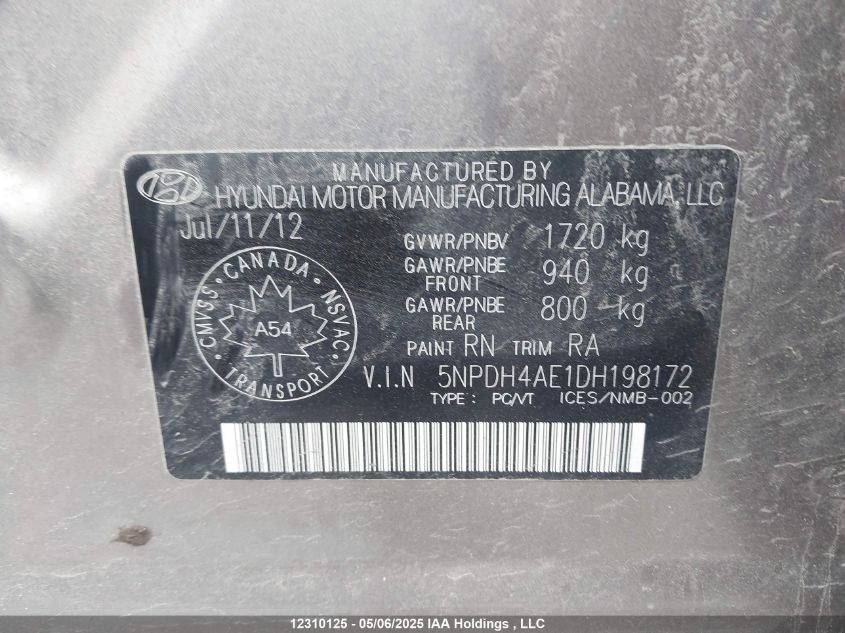 MANUFACTURED BY
HYUNDAI MOTOR MANUFACTURING ALABAMA, LLC
Jul/11/12
GVWR/PNBV 1720 kg
GAWR/PNBE FRONT 940 kg
GAWR/PNBE REAR 800 kg
PAINT RN TRIM RA
V.I.N 5NPDH4AE1DH198172
TYPE: PC/VT ICES/NMB-002
CANADA
CMVSS
NSVAC
A54
TRANSPORT
12310125 - 05/06/2025 IAA Holdings , LLC